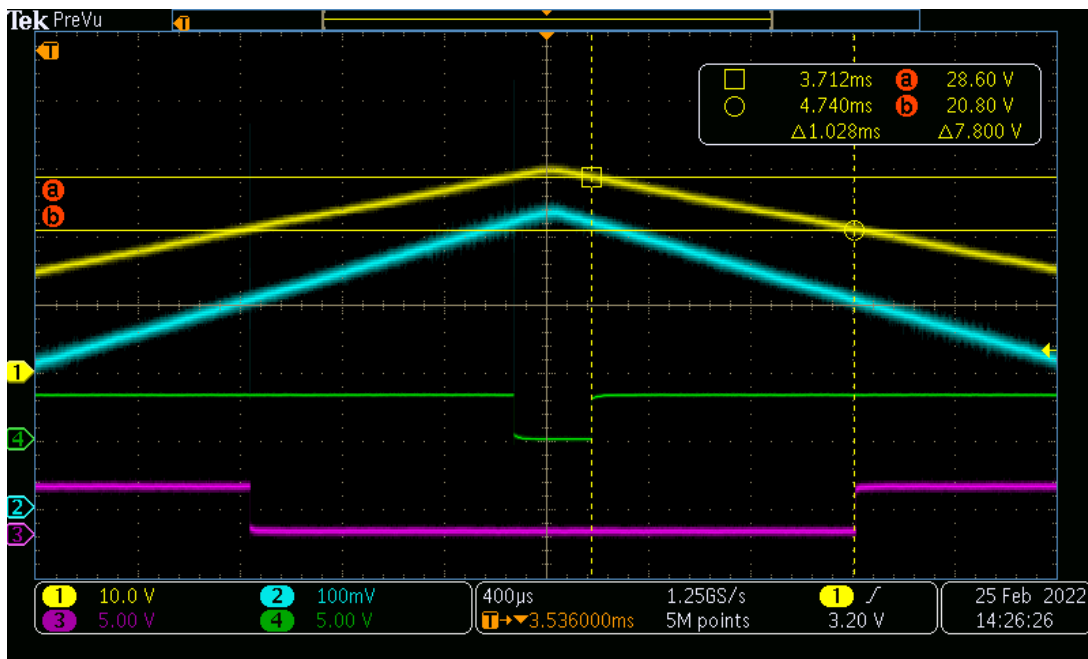 Tek PreVu
T
T
3.712ms a 28.60 V
4.740ms b 20.80 V
Δ1.028ms Δ7.800 V
a
b
1
4
2
3
1 10.0 V 2 100mV
3 5.00 V 4 5.00 V
400µs 1.25GS/s 1
T→▼3.536000ms 5M points 3.20 V
25 Feb 2022
14:26:26